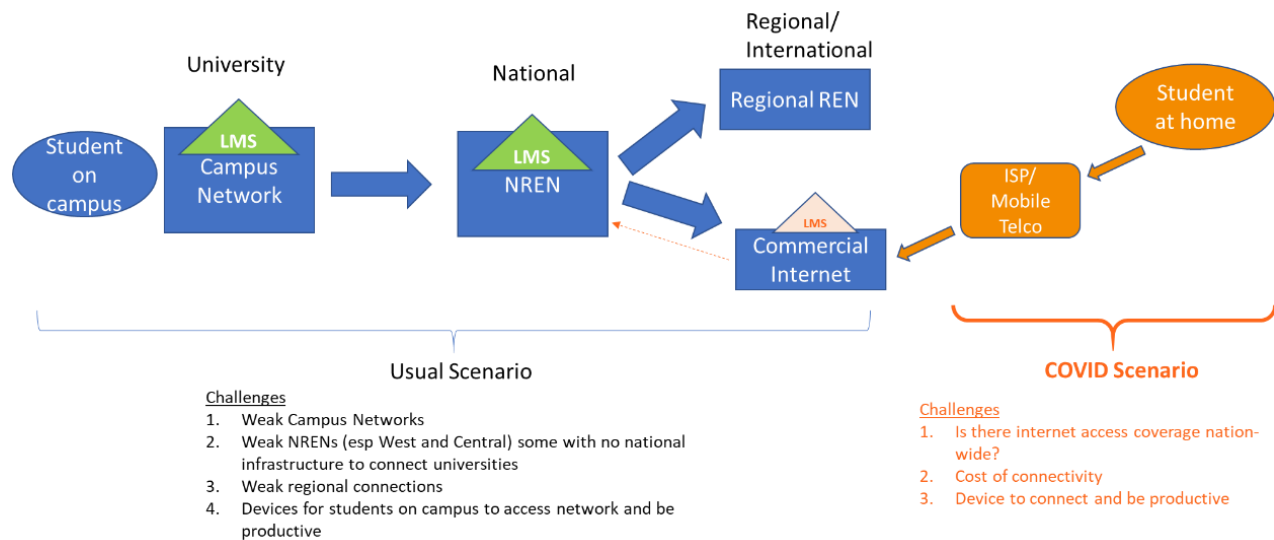 University
National
Regional/
International
Student
on
campus
LMS
Campus
Network
LMS
NREN
Regional REN
LMS
Commercial
Internet
ISP/
Mobile
Telco
Student
at home
Usual Scenario
Challenges
1. Weak Campus Networks
2. Weak NRENs (esp West and Central) some with no national
infrastructure to connect universities
3. Weak regional connections
4. Devices for students on campus to access network and be
productive
COVID Scenario
Challenges
1. Is there internet access coverage nation-
wide?
2. Cost of connectivity
3. Device to connect and be productive